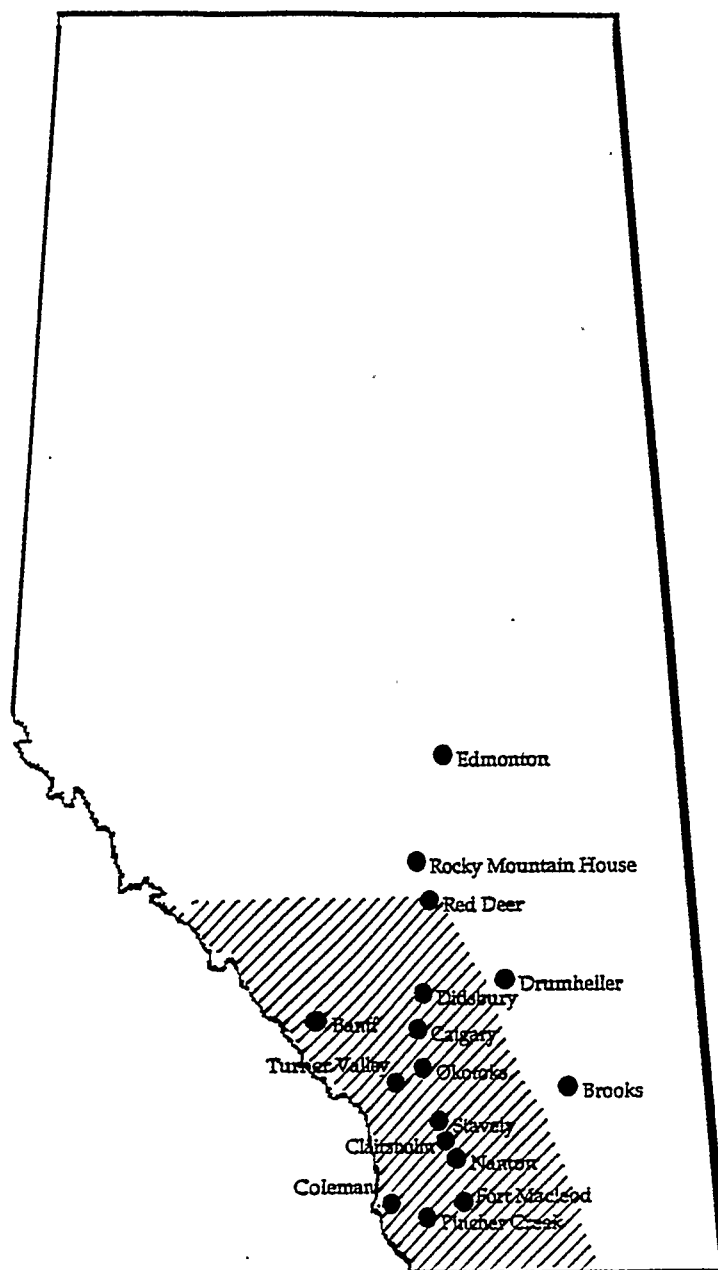 Edmonton
Rocky Mountain House
Red Deer
Drumheller
Didsbury
Banff
Calgary
Turner Valley
Okotoks
Brooks
Stavely
Claresholm
Nanton
Coleman
Fort Macleod
Pincher Creek